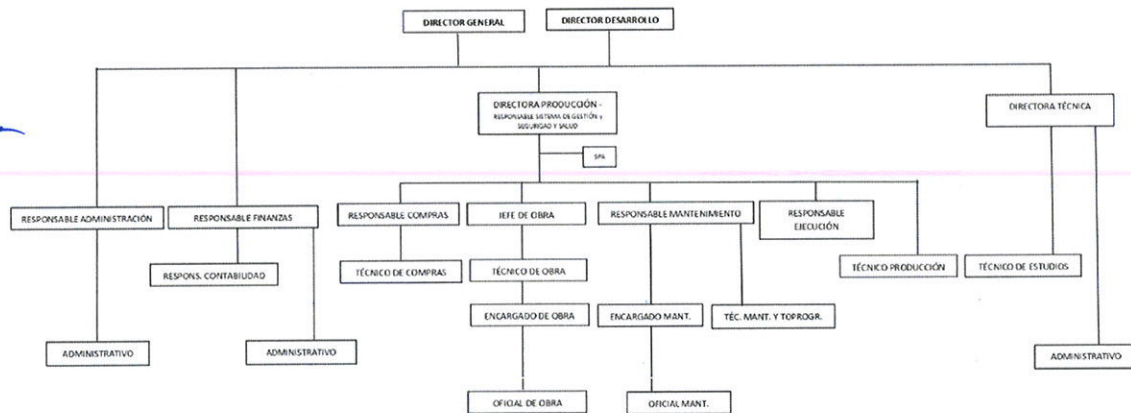 DIRECTOR GENERAL
DIRECTOR DESARROLLO
DIRECTORA PRODUCCIÓN -
RESPONSABLE SISTEMA DE GESTIÓN y
SEGURIDAD Y SALUD
DIRECTORA TÉCNICA
SPA
RESPONSABLE ADMINISTRACIÓN
RESPONSABLE FINANZAS
RESPONSABLE COMPRAS
JEFE DE OBRA
RESPONSABLE MANTENIMIENTO
RESPONSABLE
EJECUCIÓN
RESPONS. CONTABILIDAD
TÉCNICO DE COMPRAS
TÉCNICO DE OBRA
TÉCNICO PRODUCCIÓN
TÉCNICO DE ESTUDIOS
ENCARGADO DE OBRA
ENCARGADO MANT.
TÉC. MANT. Y TOPROGR.
ADMINISTRATIVO
ADMINISTRATIVO
ADMINISTRATIVO
OFICIAL DE OBRA
OFICIAL MANT.